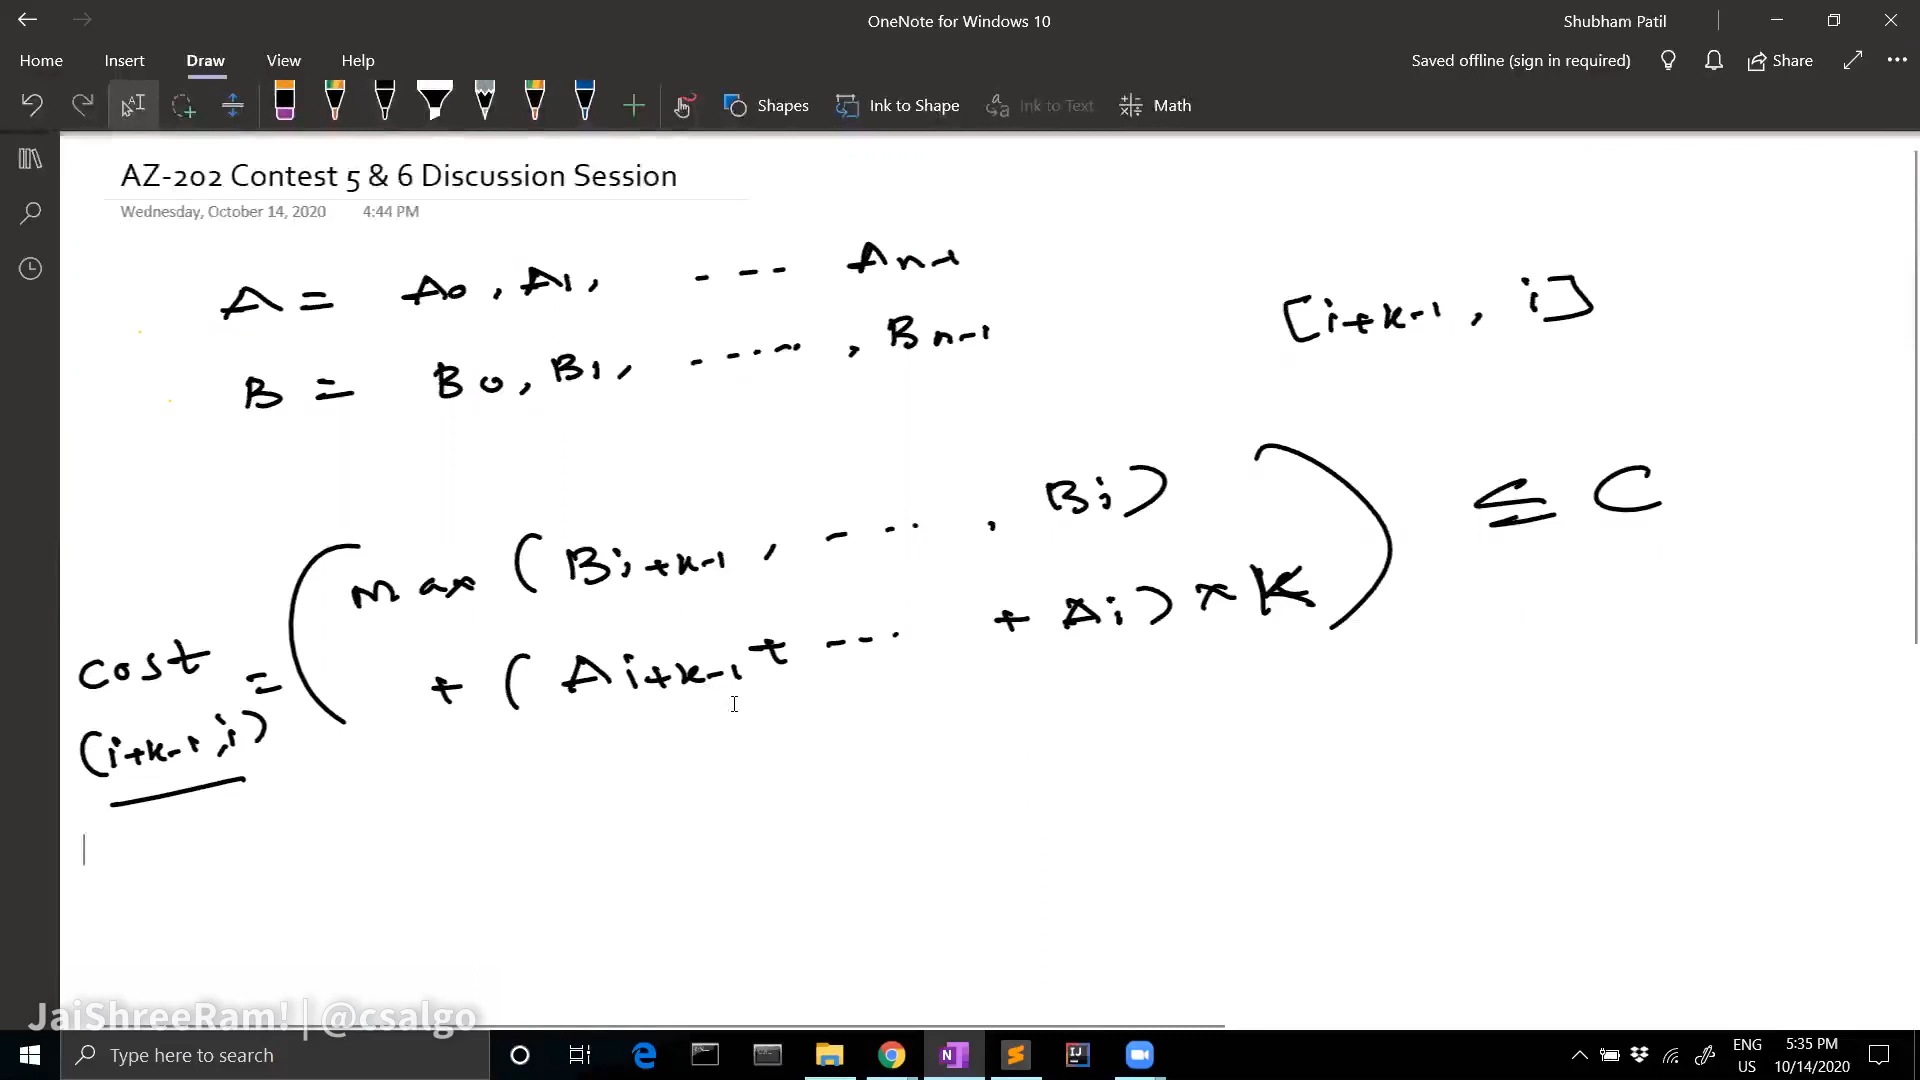 OneNote for Windows 10
Shubham Patil
Home Insert Draw View Help
Saved offline (sign in required) Share
Shapes Ink to Shape Ink to Text Math
AZ-202 Contest 5 & 6 Discussion Session
Wednesday, October 14, 2020 4:44 PM
A = A0, A1, --- An-1
B = B0, B1, ------, Bn-1
[i+k-1, i]
max (Bi+k-1, ---, Bi)
+ (Ai+k-1 + --- + Ai) × K
≤ C
cost
(i+k-1, i)
=
JaiShreeRam! | @csalgo
Type here to search
ENG
US
5:35 PM
10/14/2020